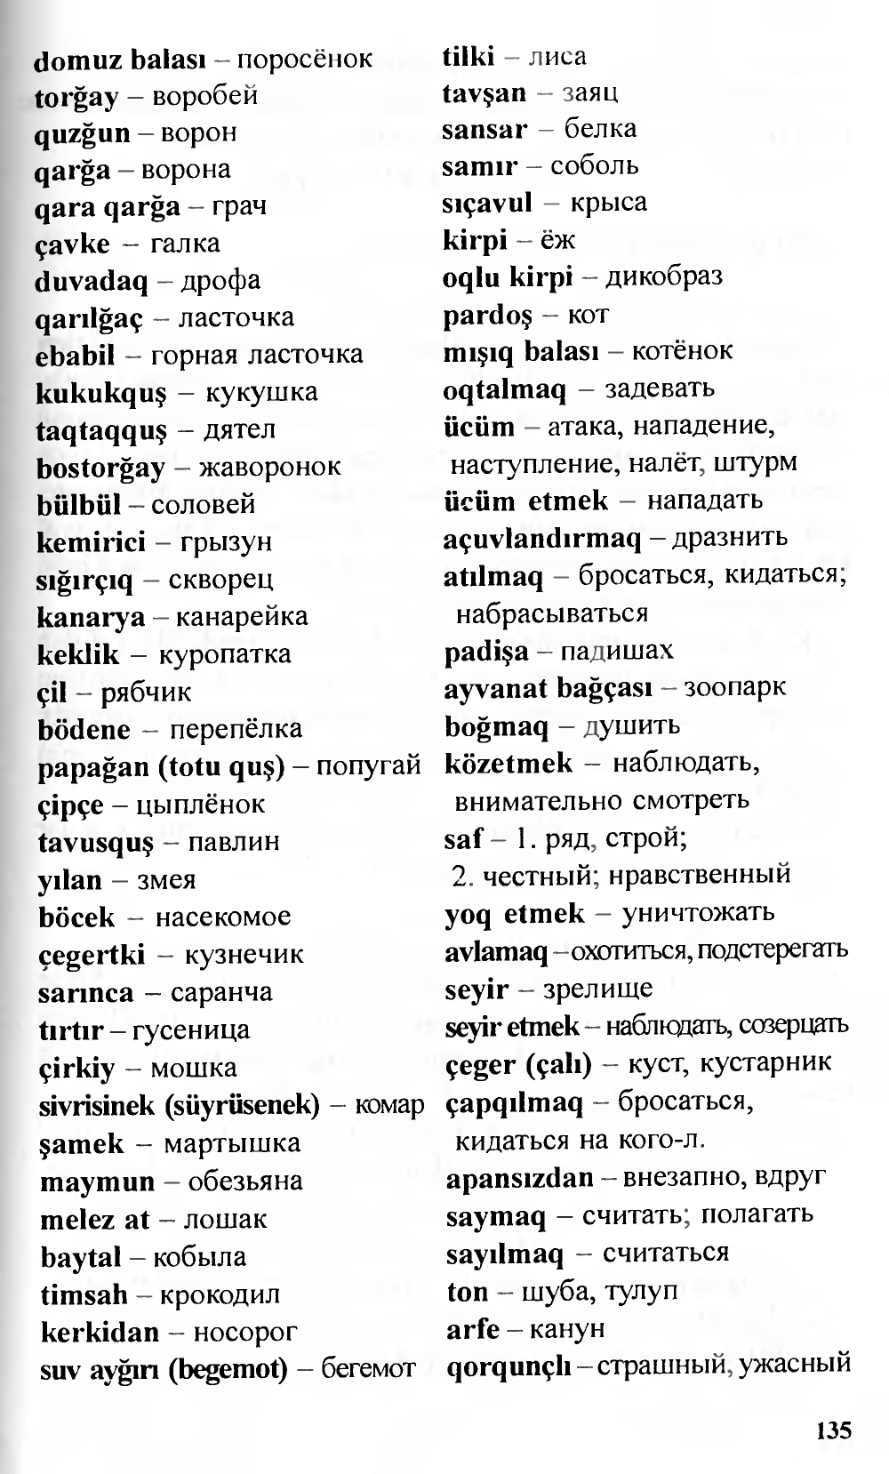 domuz balası – поросёнок
torğay – воробей
quzğun – ворон
qarğa – ворона
qara qarğa – грач
çavke – галка
duvadaq – дрофа
qarılğaç – ласточка
ebabil – горная ласточка
kukukquş – кукушка
taqtaqquş – дятел
bostorğay – жаворонок
bülbül – соловей
kemirici – грызун
sığırçıq – скворец
kanarya – канарейка
keklik – куропатка
çil – рябчик
bödene – перепёлка
papağan (totu quş) – попугай
çipçe – цыплёнок
tavusquş – павлин
yılan – змея
böcek – насекомое
çegertki – кузнечик
sarınca – саранча
tırtır – гусеница
çirkiy – мошка
sivrisinek (süyrüsenek) – комар
şamek – мартышка
maymun – обезьяна
melez at – лошак
baytal – кобыла
timsah – крокодил
kerkidan – носорог
suv ayğırı (begemot) – бегемот
tilki – лиса
tavşan – заяц
sansar – белка
samır – соболь
sıçavul – крыса
kirpi – ёж
oqlu kirpi – дикобраз
pardoş – кот
mışıq balası – котёнок
oqtalmaq – задевать
ücüm – атака, нападение,
наступление, налёт, штурм
ücüm etmek – нападать
açuvlandırmaq – дразнить
atılmaq – бросаться, кидаться;
набрасываться
padişa – падишах
ayvanat bağçası – зоопарк
boğmaq – душить
közetmek – наблюдать,
внимательно смотреть
saf – 1. ряд, строй;
2. честный; нравственный
yoq etmek – уничтожать
avlamaq – охотиться, подстерегать
seyir – зрелище
seyir etmek – наблюдать, созерцать
çeger (çalı) – куст, кустарник
çapqılmaq – бросаться,
кидаться на кого-л.
apansızdan – внезапно, вдруг
saymaq – считать; полагать
sayılmaq – считаться
ton – шуба, тулуп
arfe – канун
qorqunçlı – страшный, ужасный
135